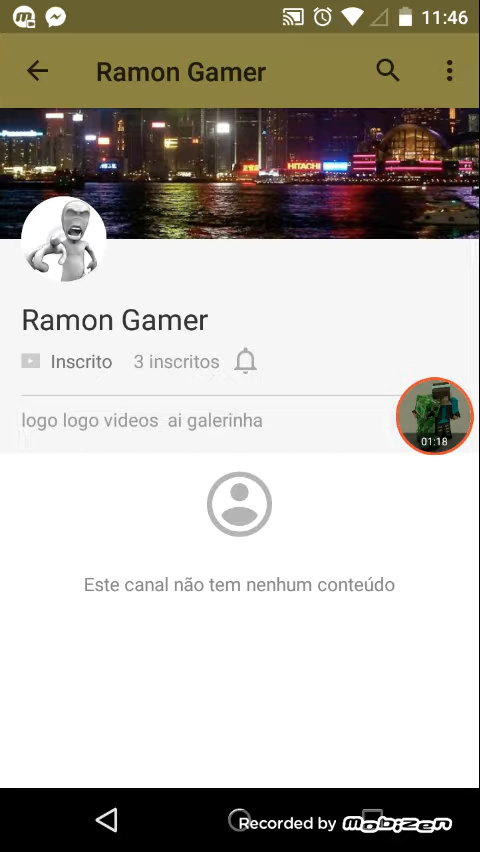 11:46
Ramon Gamer
HITACHI
Ramon Gamer
Inscrito 3 inscritos
logo logo videos ai galerinha
01:18
Este canal não tem nenhum conteúdo
Recorded by mobizen